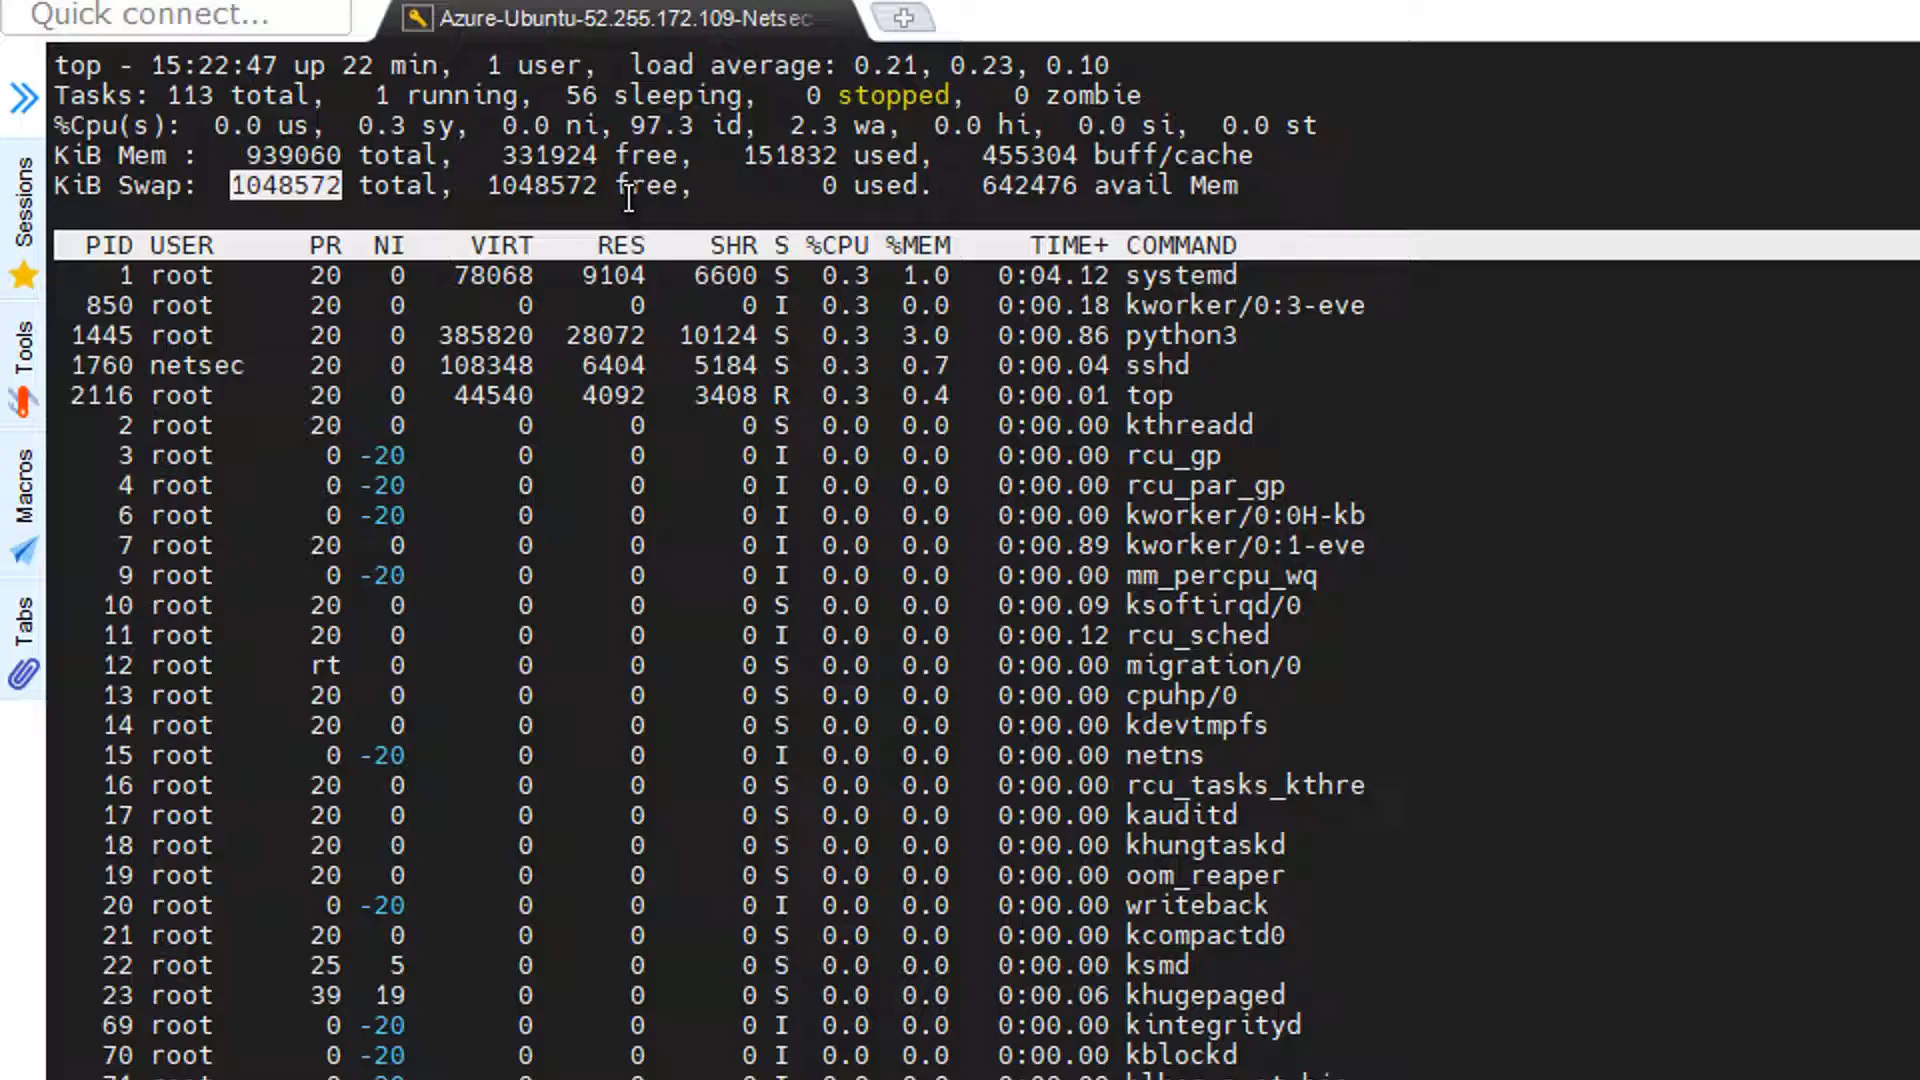 Quick connect...
Azure-Ubuntu-52.255.172.109-Netsec
Sessions
Tools
Macros
Tabs
top - 15:22:47 up 22 min,  1 user,  load average: 0.21, 0.23, 0.10
Tasks: 113 total,   1 running,  56 sleeping,   0 stopped,   0 zombie
%Cpu(s):  0.0 us,  0.3 sy,  0.0 ni, 97.3 id,  2.3 wa,  0.0 hi,  0.0 si,  0.0 st
KiB Mem :   939060 total,   331924 free,   151832 used,   455304 buff/cache
KiB Swap:  1048572 total,  1048572 free,        0 used.   642476 avail Mem
PID USER PR NI VIRT RES SHR S %CPU %MEM TIME+ COMMAND
1 root 20 0 78068 9104 6600 S 0.3 1.0 0:04.12 systemd
850 root 20 0 0 0 0 I 0.3 0.0 0:00.18 kworker/0:3-eve
1445 root 20 0 385820 28072 10124 S 0.3 3.0 0:00.86 python3
1760 netsec 20 0 108348 6404 5184 S 0.3 0.7 0:00.04 sshd
2116 root 20 0 44540 4092 3408 R 0.3 0.4 0:00.01 top
2 root 20 0 0 0 0 S 0.0 0.0 0:00.00 kthreadd
3 root 0 -20 0 0 0 I 0.0 0.0 0:00.00 rcu_gp
4 root 0 -20 0 0 0 I 0.0 0.0 0:00.00 rcu_par_gp
6 root 0 -20 0 0 0 I 0.0 0.0 0:00.00 kworker/0:0H-kb
7 root 20 0 0 0 0 I 0.0 0.0 0:00.89 kworker/0:1-eve
9 root 0 -20 0 0 0 I 0.0 0.0 0:00.00 mm_percpu_wq
10 root 20 0 0 0 0 S 0.0 0.0 0:00.09 ksoftirqd/0
11 root 20 0 0 0 0 I 0.0 0.0 0:00.12 rcu_sched
12 root rt 0 0 0 0 S 0.0 0.0 0:00.00 migration/0
13 root 20 0 0 0 0 S 0.0 0.0 0:00.00 cpuhp/0
14 root 20 0 0 0 0 S 0.0 0.0 0:00.00 kdevtmpfs
15 root 0 -20 0 0 0 I 0.0 0.0 0:00.00 netns
16 root 20 0 0 0 0 S 0.0 0.0 0:00.00 rcu_tasks_kthre
17 root 20 0 0 0 0 S 0.0 0.0 0:00.00 kauditd
18 root 20 0 0 0 0 S 0.0 0.0 0:00.00 khungtaskd
19 root 20 0 0 0 0 S 0.0 0.0 0:00.00 oom_reaper
20 root 0 -20 0 0 0 I 0.0 0.0 0:00.00 writeback
21 root 20 0 0 0 0 S 0.0 0.0 0:00.00 kcompactd0
22 root 25 5 0 0 0 S 0.0 0.0 0:00.00 ksmd
23 root 39 19 0 0 0 S 0.0 0.0 0:00.06 khugepaged
69 root 0 -20 0 0 0 I 0.0 0.0 0:00.00 kintegrityd
70 root 0 -20 0 0 0 I 0.0 0.0 0:00.00 kblockd